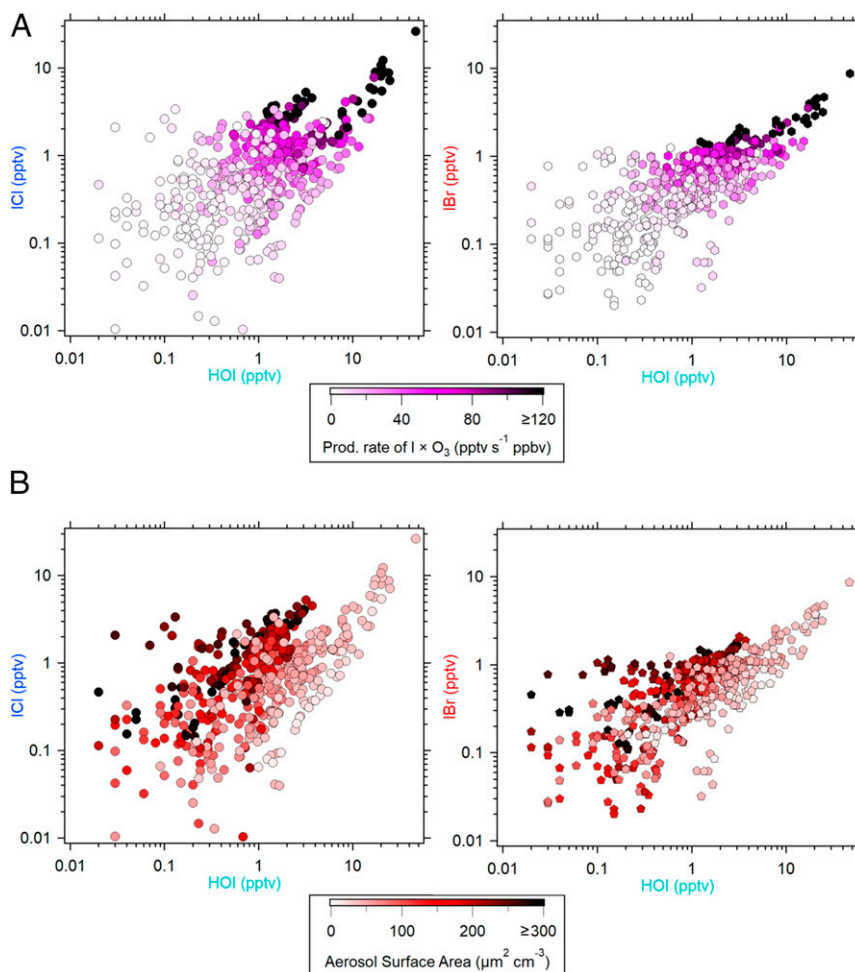 A
10
1
0.1
0.01
ICl (pptv)
0.01 0.1 1 10
HOI (pptv)
10
1
0.1
0.01
IBr (pptv)
0.01 0.1 1 10
HOI (pptv)
0 40 80 ≥120
Prod. rate of I × O₃ (pptv s⁻¹ ppbv)
B
10
1
0.1
0.01
ICl (pptv)
0.01 0.1 1 10
HOI (pptv)
10
1
0.1
0.01
IBr (pptv)
0.01 0.1 1 10
HOI (pptv)
0 100 200 ≥300
Aerosol Surface Area (μm² cm⁻³)